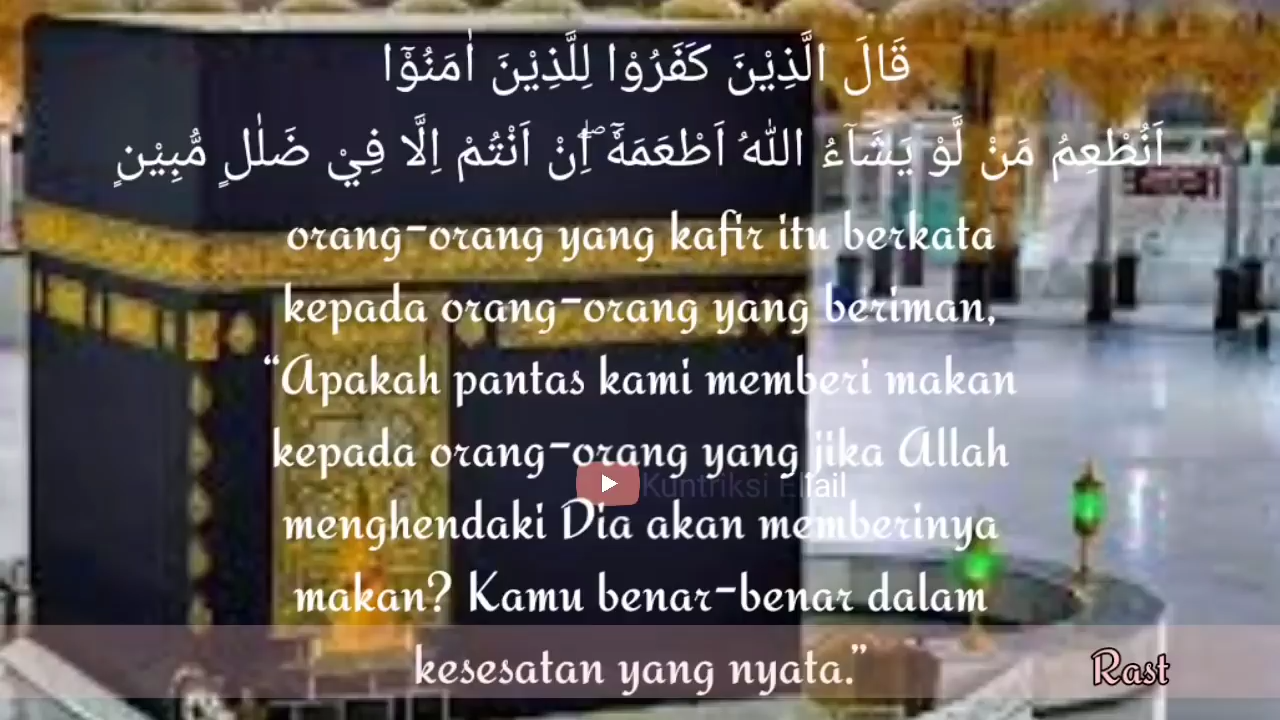 قَالَ الَّذِيْنَ كَفَرُوْا لِلَّذِيْنَ اٰمَنُوْٓا
اَنُطْعِمُ مَنْ لَّوْ يَشَاۤءُ اللّٰهُ اَطْعَمَهٗٓ ۖاِنْ اَنْتُمْ اِلَّا فِيْ ضَلٰلٍ مُّبِيْنٍ
orang-orang yang kafir itu berkata
kepada orang-orang yang beriman,
“Apakah pantas kami memberi makan
kepada orang-orang yang jika Allah
Kuntriksi Elfail
menghendaki Dia akan memberinya
makan? Kamu benar-benar dalam
kesesatan yang nyata.”
Rast